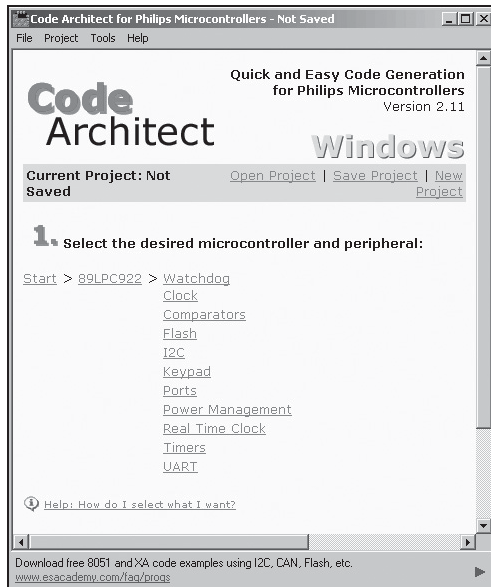 Code Architect for Philips Microcontrollers - Not Saved
File Project Tools Help
Quick and Easy Code Generation
for Philips Microcontrollers
Version 2.11
Code
Architect
Windows
Current Project: Not
Saved
Open Project | Save Project | New
Project
1. Select the desired microcontroller and peripheral:
Start > 89LPC922 > Watchdog
Clock
Comparators
Flash
I2C
Keypad
Ports
Power Management
Real Time Clock
Timers
UART
Help: How do I select what I want?
Download free 8051 and XA code examples using I2C, CAN, Flash, etc.
www.esacademy.com/faq/progs